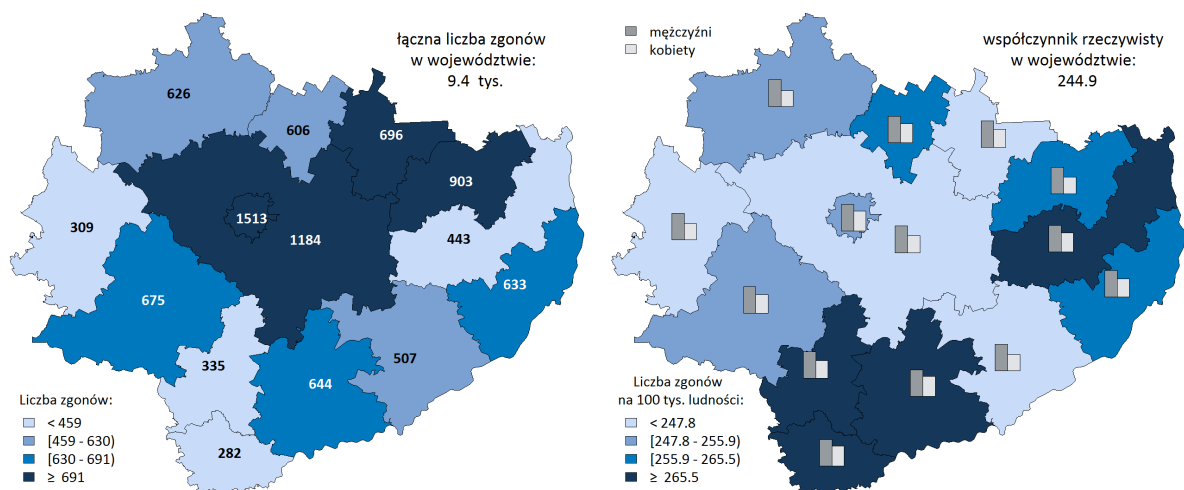 łączna liczba zgonów
w województwie:
9.4 tys.
626
606
696
903
1513
309
1184
443
633
675
335
644
507
282
Liczba zgonów:
< 459
[459 - 630)
[630 - 691)
≥ 691
mężczyźni
kobiety
współczynnik rzeczywisty
w województwie:
244.9
Liczba zgonów
na 100 tys. ludności:
< 247.8
[247.8 - 255.9)
[255.9 - 265.5)
≥ 265.5